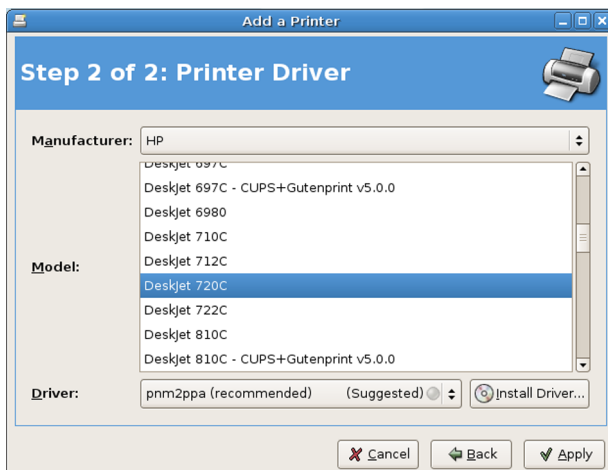 Add a Printer
Step 2 of 2: Printer Driver
Manufacturer: HP
DeskJet 697C
DeskJet 697C - CUPS+Gutenprint v5.0.0
DeskJet 6980
DeskJet 710C
DeskJet 712C
Model:
DeskJet 720C
DeskJet 722C
DeskJet 810C
DeskJet 810C - CUPS+Gutenprint v5.0.0
Driver: pnm2ppa (recommended) (Suggested) Install Driver...
Cancel Back Apply